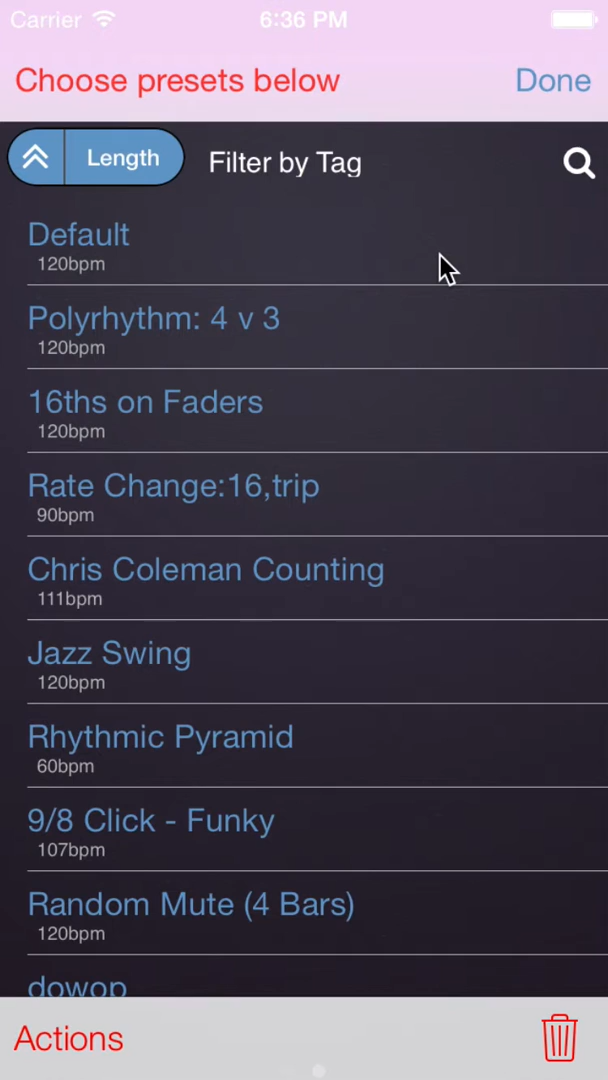 Carrier 6:36 PM
Choose presets below Done
Length Filter by Tag
Default
120bpm
Polyrhythm: 4 v 3
120bpm
16ths on Faders
120bpm
Rate Change:16,trip
90bpm
Chris Coleman Counting
111bpm
Jazz Swing
120bpm
Rhythmic Pyramid
60bpm
9/8 Click - Funky
107bpm
Random Mute (4 Bars)
120bpm
dowop
Actions